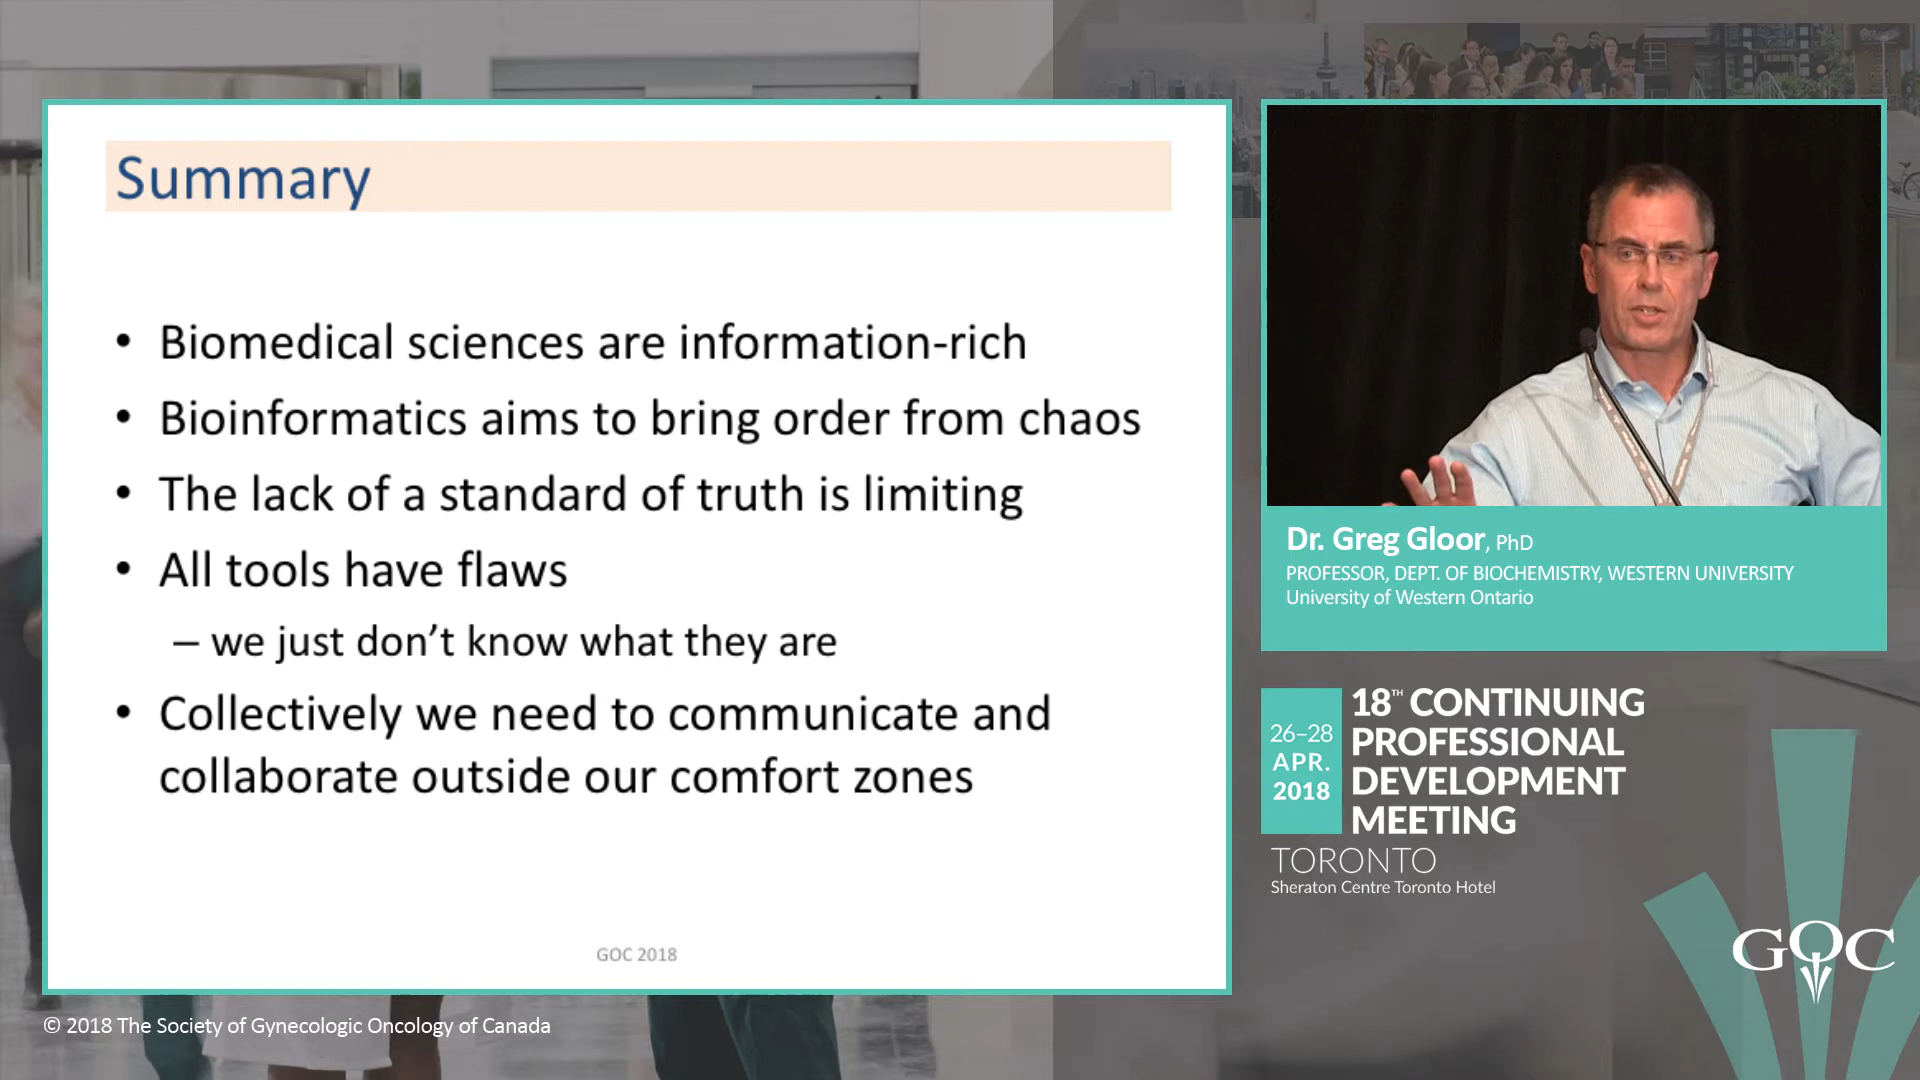 Summary
• Biomedical sciences are information-rich
• Bioinformatics aims to bring order from chaos
• The lack of a standard of truth is limiting
• All tools have flaws
– we just don't know what they are
• Collectively we need to communicate and
collaborate outside our comfort zones
GOC 2018
Dr. Greg Gloor, PhD
PROFESSOR, DEPT. OF BIOCHEMISTRY, WESTERN UNIVERSITY
University of Western Ontario
26–28
APR.
2018
18TH CONTINUING
PROFESSIONAL
DEVELOPMENT
MEETING
TORONTO
Sheraton Centre Toronto Hotel
GOC
© 2018 The Society of Gynecologic Oncology of Canada